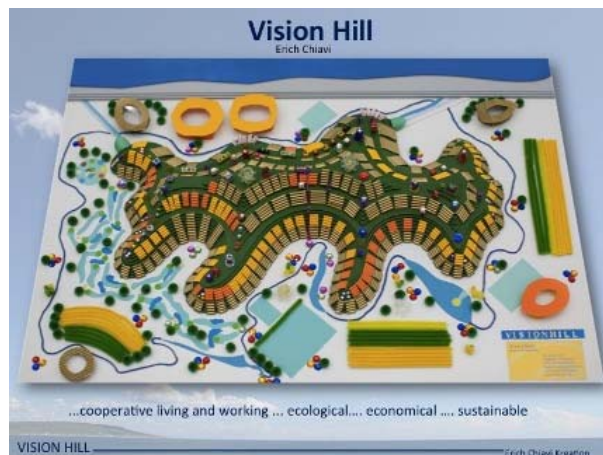 Vision Hill
Erich Chiavi
VISIONHILL
...cooperative living and working ... ecological.... economical .... sustainable
VISION HILL
Erich Chiavi Kreation